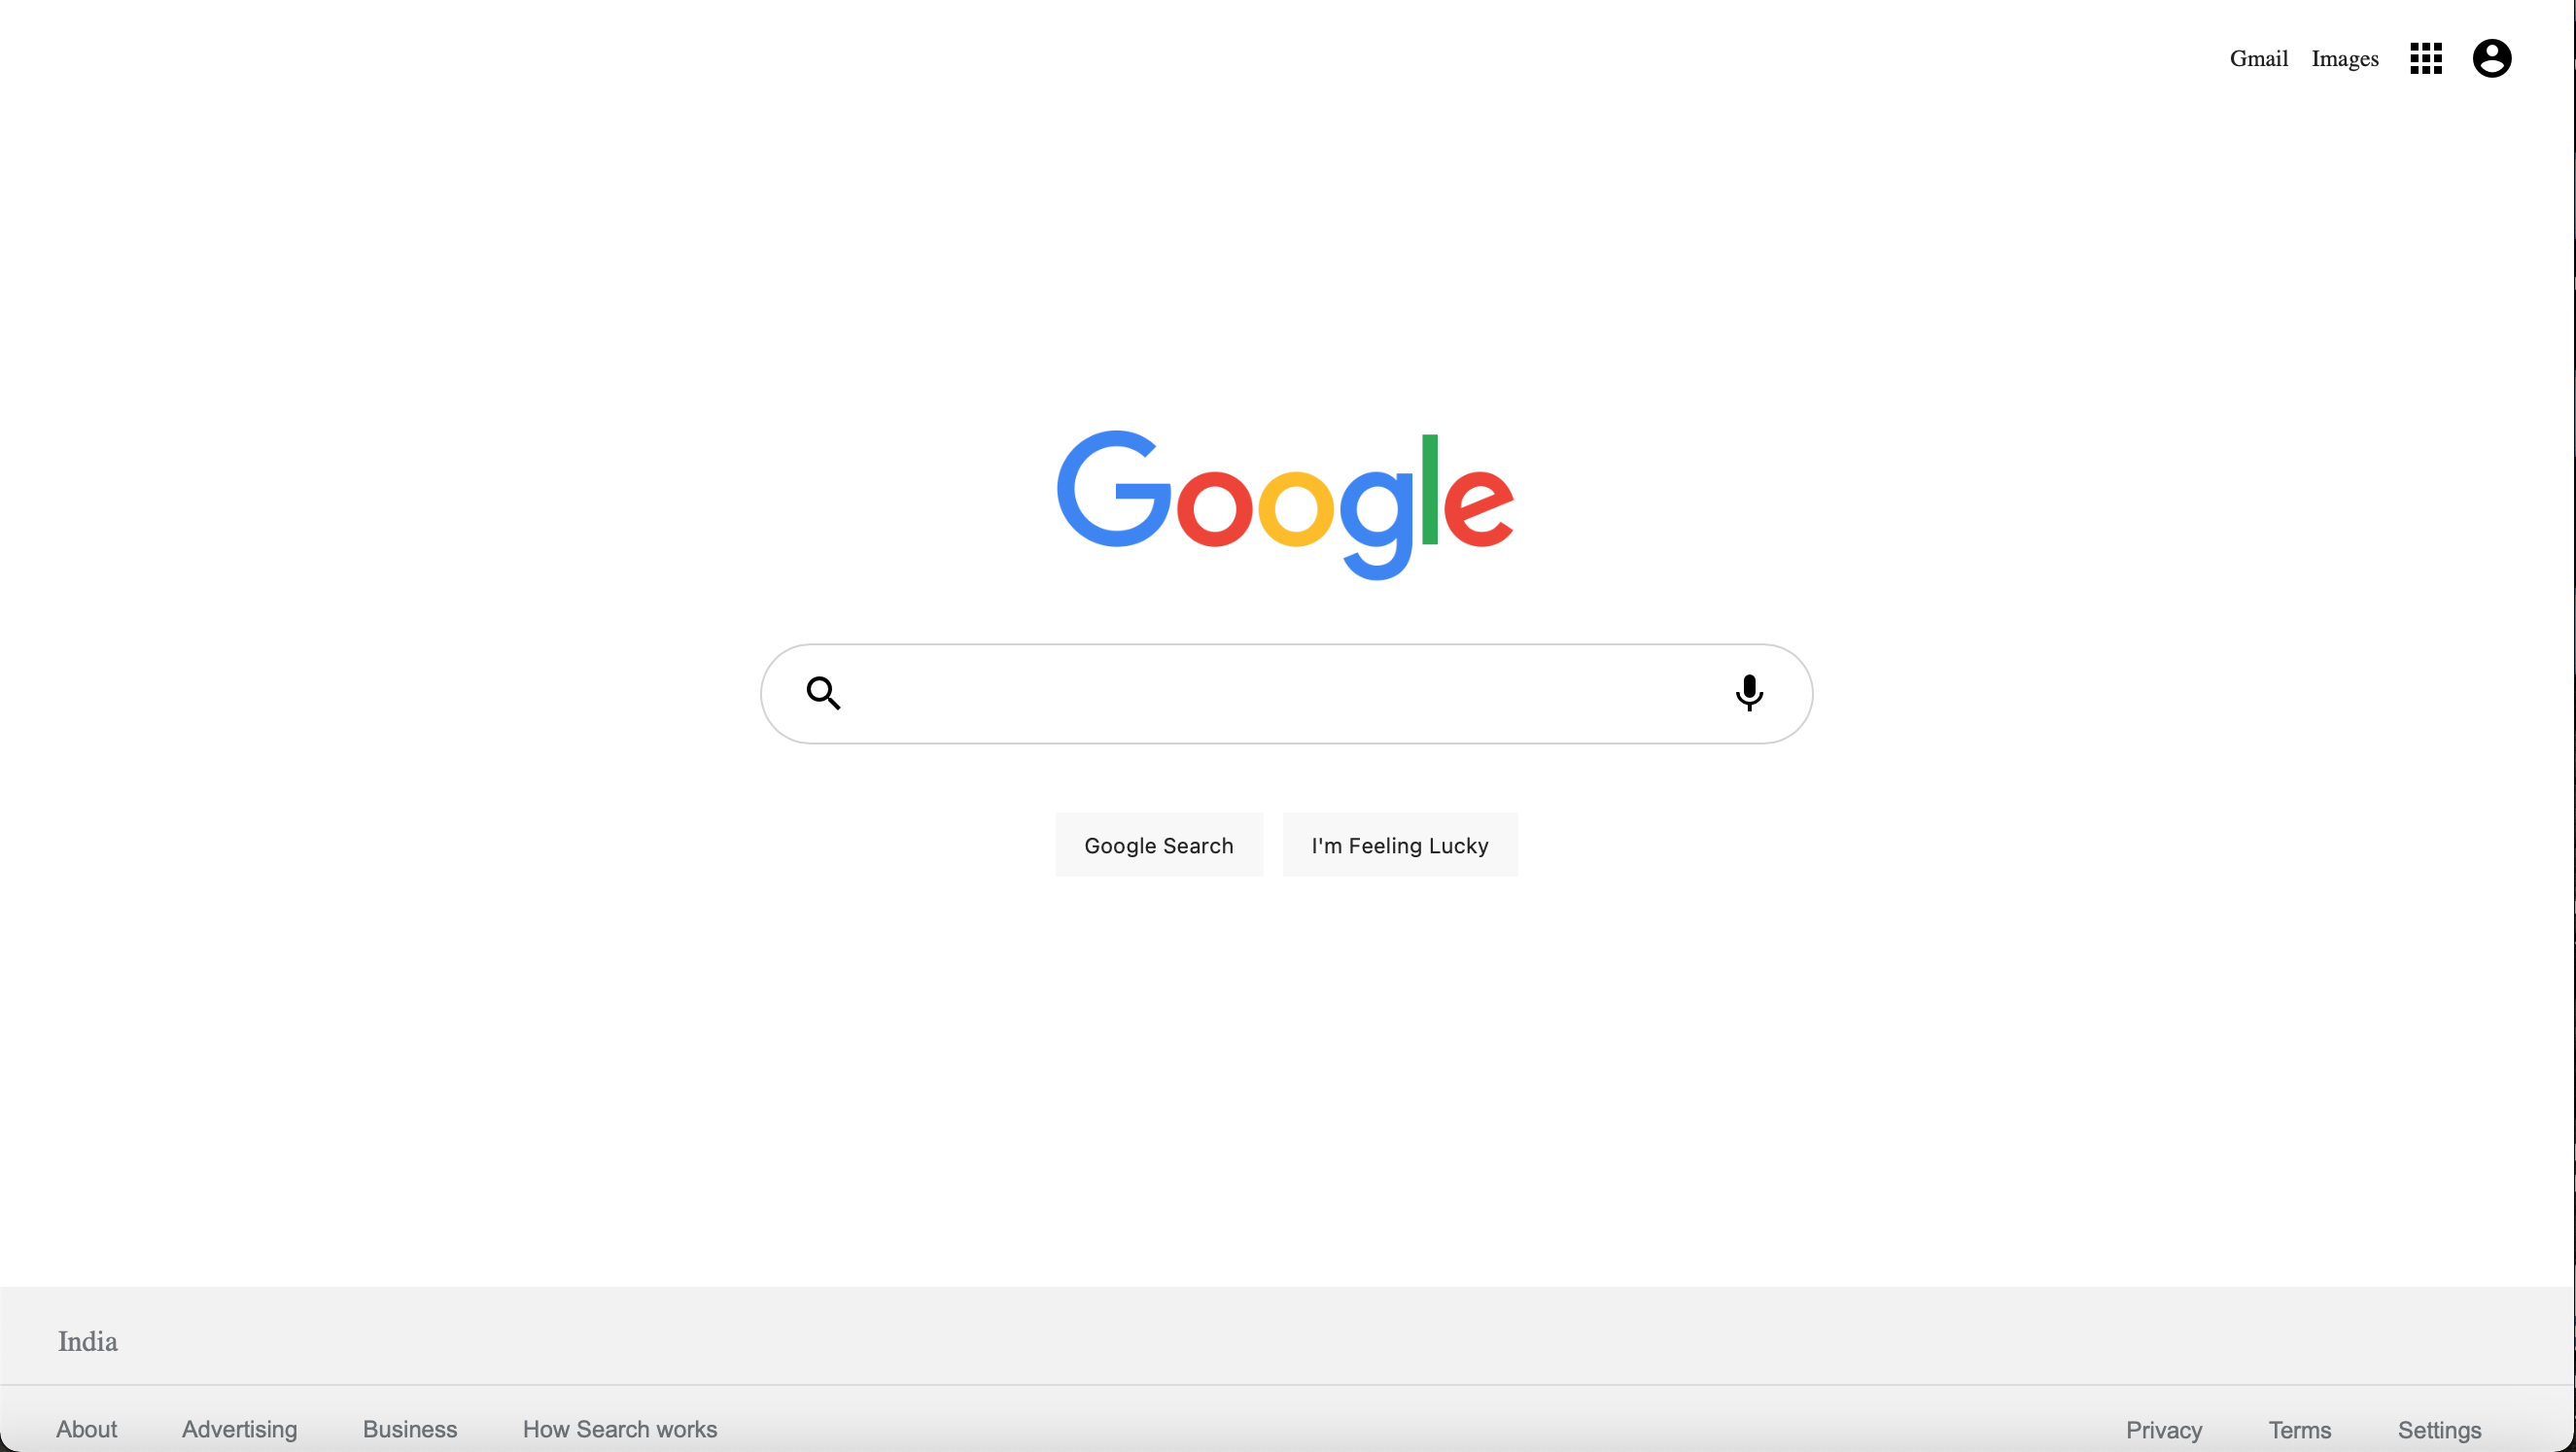 Gmail Images
Google
Google Search I'm Feeling Lucky
India
About Advertising Business How Search works Privacy Terms Settings